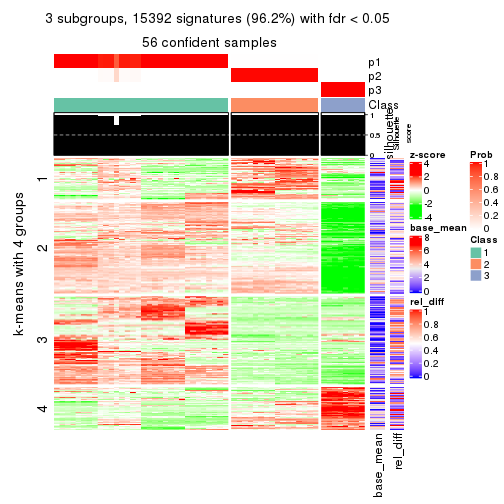 3 subgroups, 15392 signatures (96.2%) with fdr < 0.05
56 confident samples
p1
p2
p3
Class
1
0.5
0
silhouette
Silhouette
score
k-means with 4 groups
1
2
3
4
base_mean
rel_diff
z-score
4
2
0
-2
-4
base_mean
8
6
4
2
0
rel_diff
1
0.8
0.6
0.4
0.2
0
Prob
1
0.8
0.6
0.4
0.2
0
Class
1
2
3